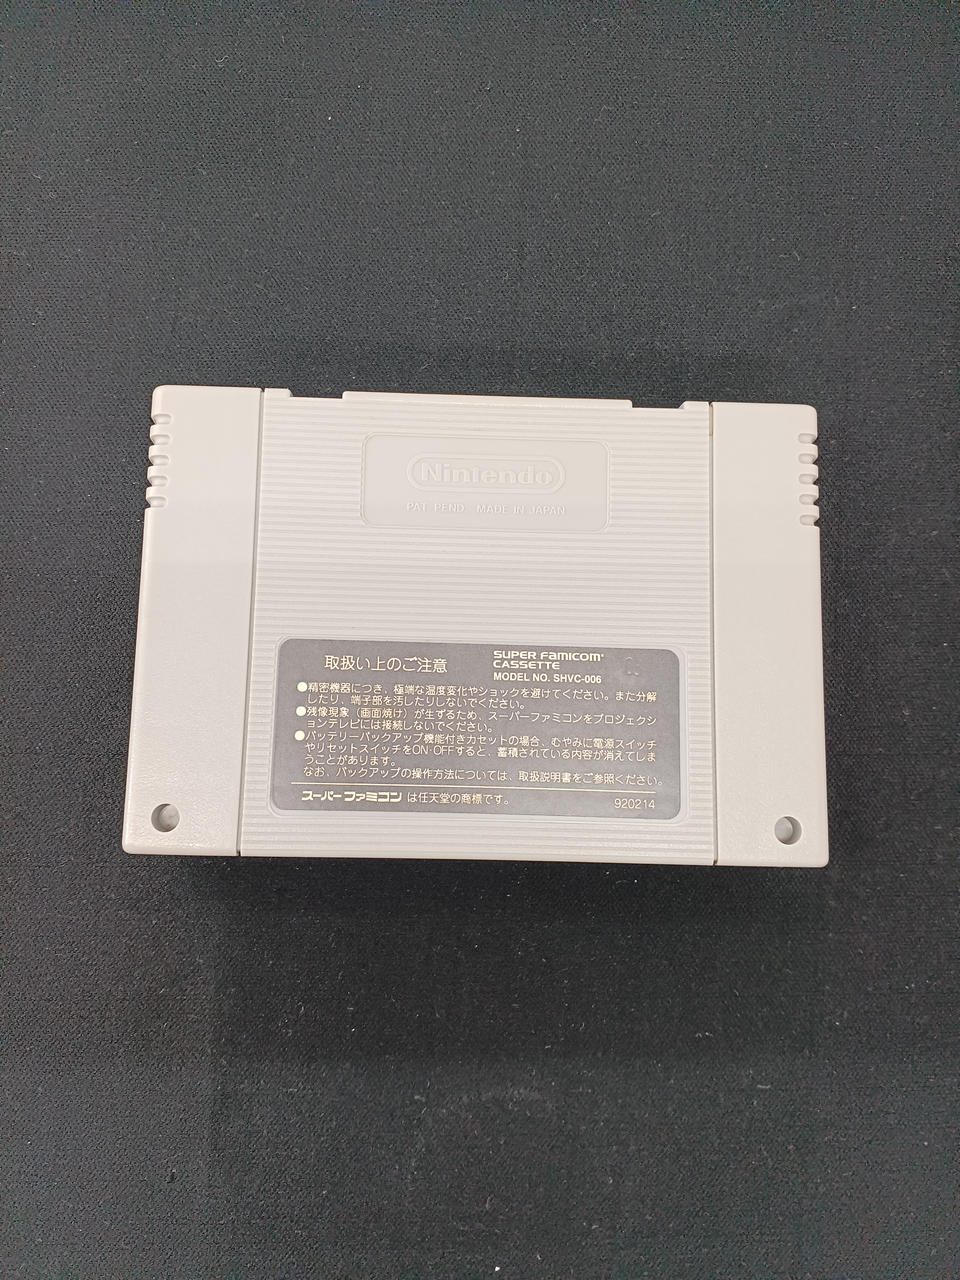 Nintendo
PAT. PEND. MADE IN JAPAN
取扱い上のご注意
SUPER FAMICOM
CASSETTE
MODEL NO. SHVC-006
●精密機器につき、極端な温度変化やショックを避けてください。また分解
したり、端子部を汚したりしないでください。
●残像現象（画面焼け）が生ずるため、スーパーファミコンをプロジェクシ
ョンテレビには接続しないでください。
●バッテリーバックアップ機能付きカセットの場合、むやみに電源スイッチ
やリセットスイッチをON・OFFすると、蓄積されている内容が消えてしま
うことがあります。
なお、バックアップの操作方法については、取扱説明書をご参照ください。
スーパーファミコン は任天堂の商標です。
920214